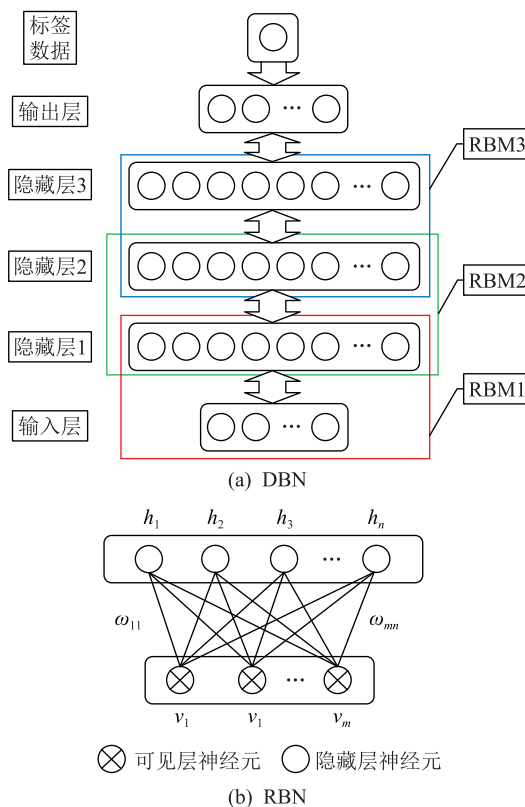 标签
数据
输出层
RBM3
隐藏层3
隐藏层2
RBM2
隐藏层1
RBM1
输入层
(a) DBN
h1 h2 h3 hn
ω11 ωmn
v1 v1 vm
可见层神经元 隐藏层神经元
(b) RBN